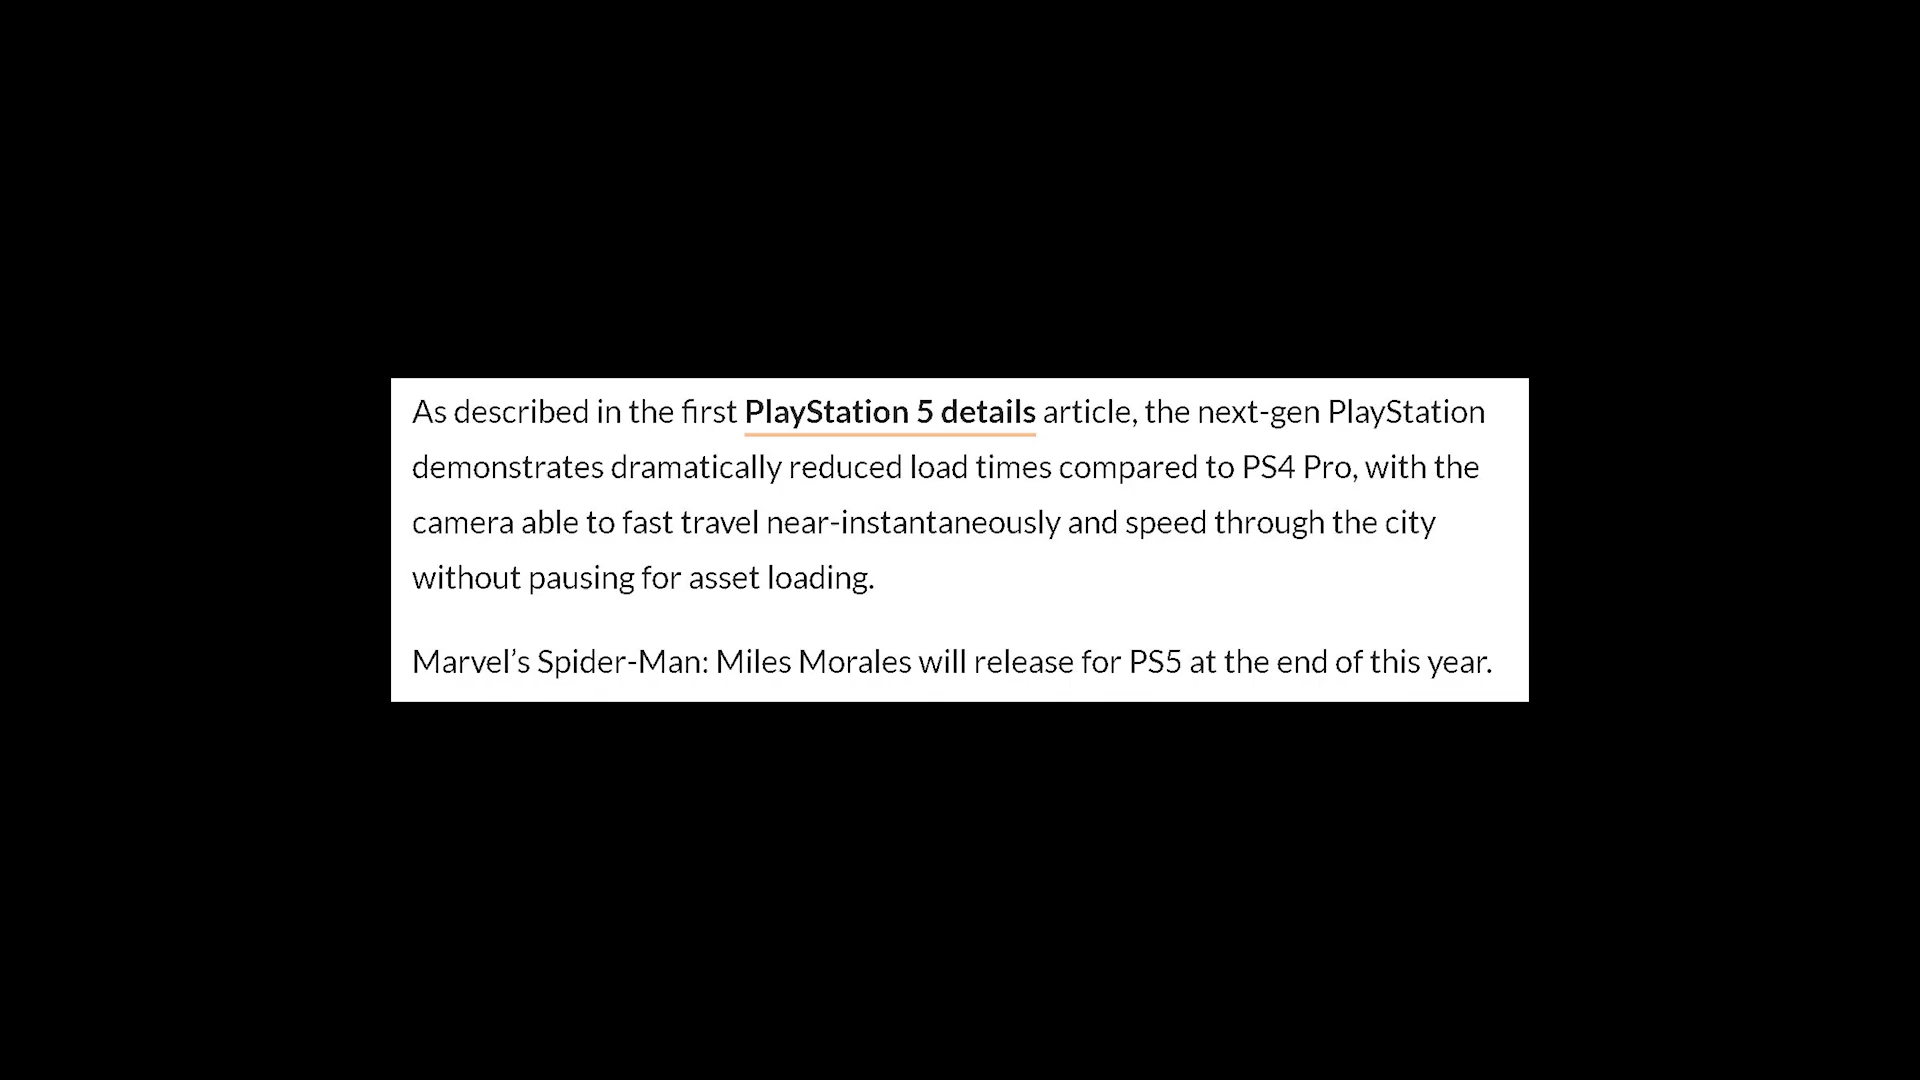 As described in the first PlayStation 5 details article, the next-gen PlayStation
demonstrates dramatically reduced load times compared to PS4 Pro, with the
camera able to fast travel near-instantaneously and speed through the city
without pausing for asset loading.
Marvel’s Spider-Man: Miles Morales will release for PS5 at the end of this year.